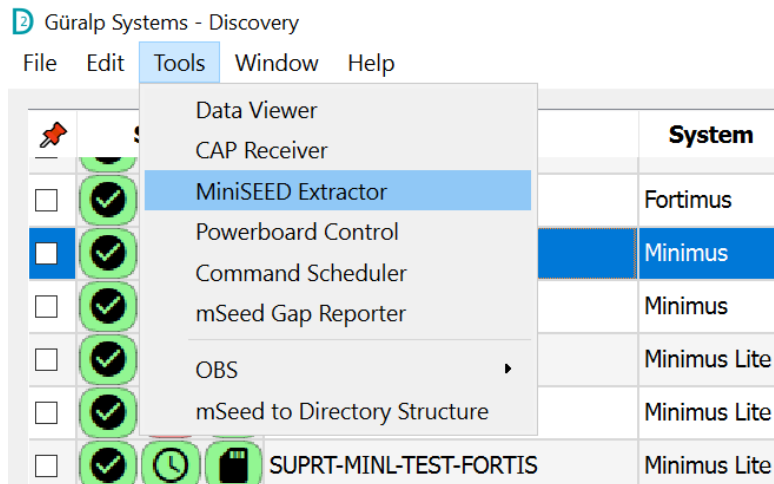 Güralp Systems - Discovery
File Edit Tools Window Help
System
Data Viewer
CAP Receiver
MiniSEED Extractor
Fortimus
Powerboard Control
Minimus
Command Scheduler
mSeed Gap Reporter
Minimus
OBS
Minimus Lite
mSeed to Directory Structure
Minimus Lite
SUPRT-MINL-TEST-FORTIS Minimus Lite